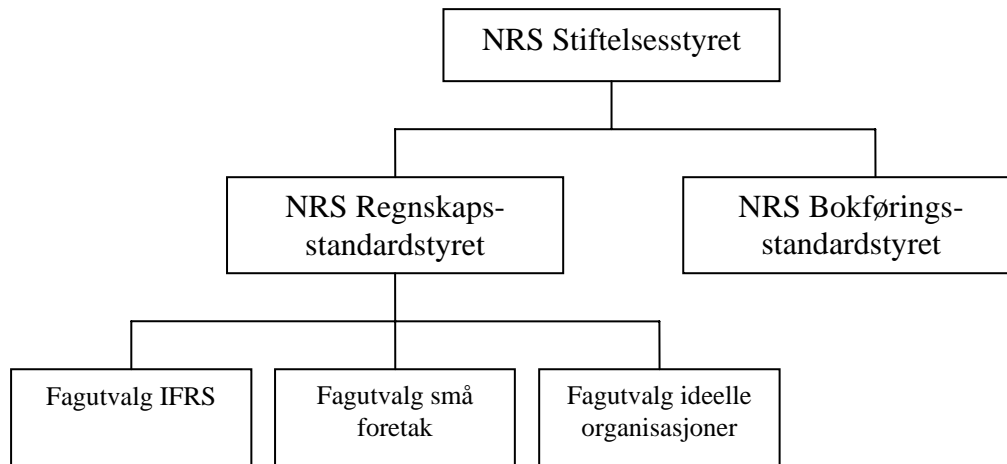 NRS Stiftelsesstyret
NRS Regnskaps-
standardstyret
NRS Bokførings-
standardstyret
Fagutvalg IFRS
Fagutvalg små
foretak
Fagutvalg ideelle
organisasjoner